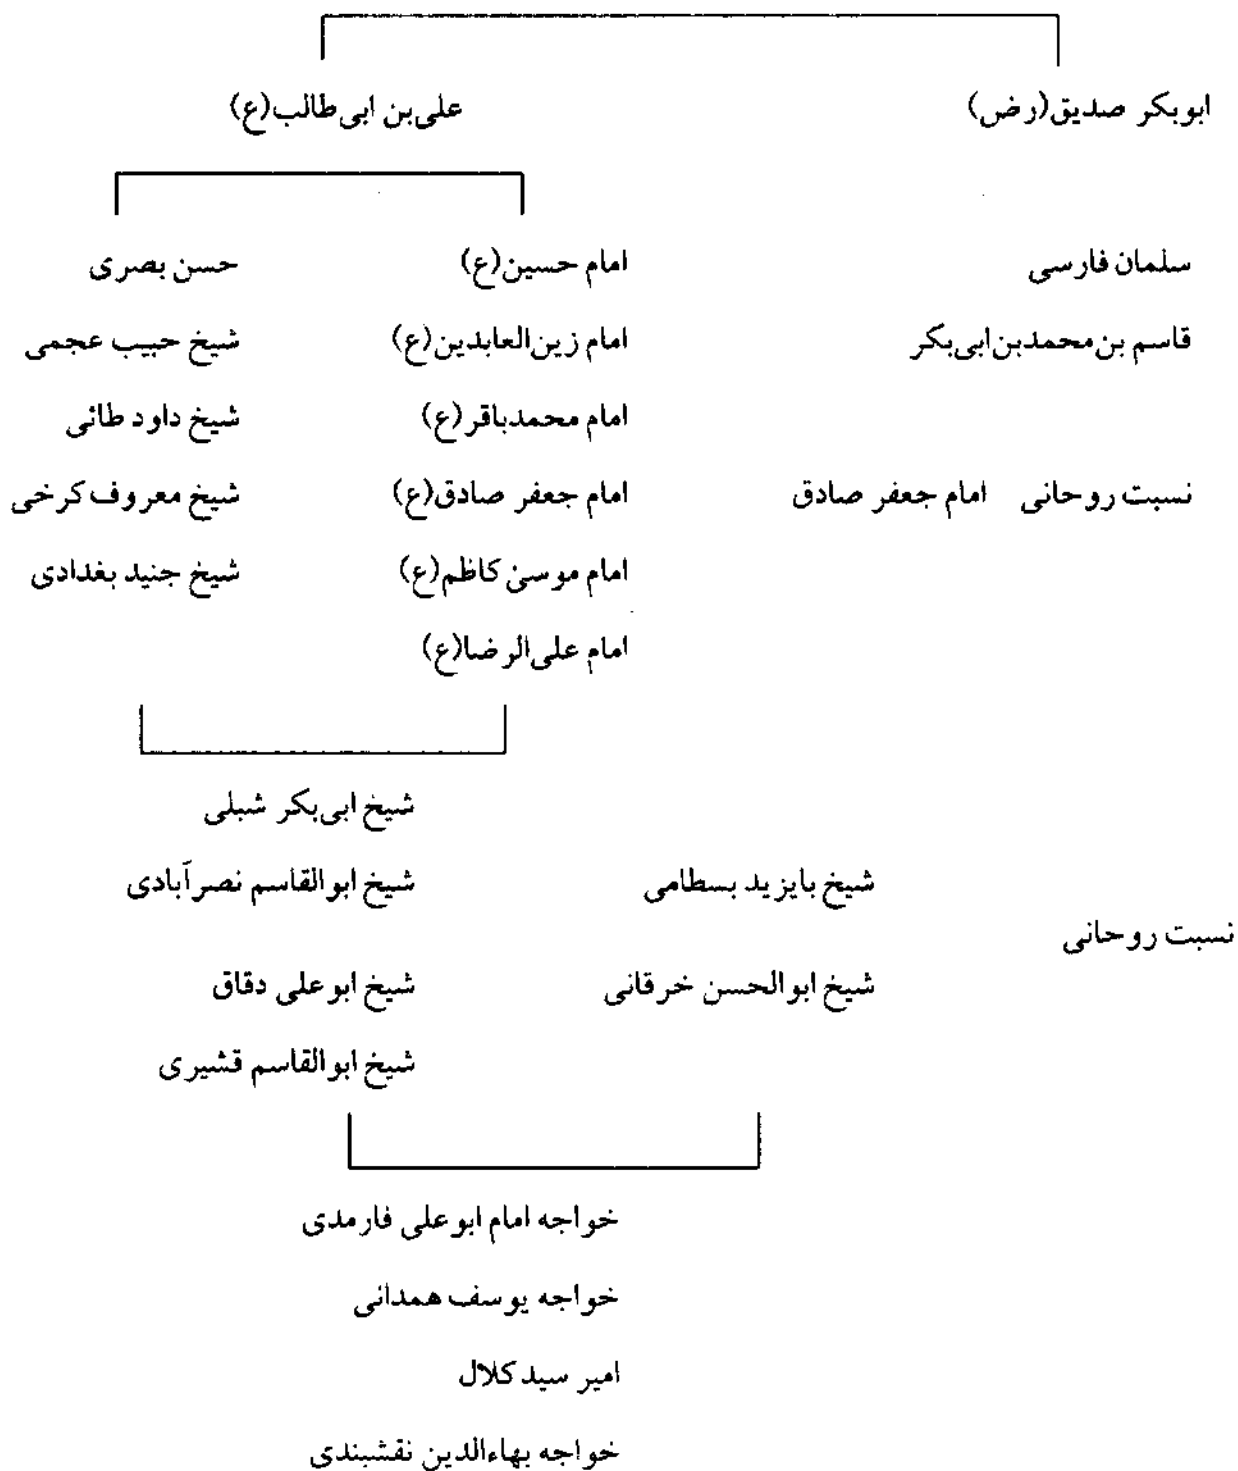 ابوبکر صدیق(رض) علی‌بن ابی‌طالب(ع)
سلمان فارسی امام حسین(ع) حسن بصری
قاسم بن‌محمدبن‌ابی‌بکر امام زین‌العابدین(ع) شیخ حبیب عجمی
امام محمدباقر(ع) شیخ داود طائی
نسبت روحانی امام جعفر صادق امام جعفر صادق(ع) شیخ معروف کرخی
امام موسیٰ کاظم(ع) شیخ جنید بغدادی
امام علی‌الرضا(ع)
شیخ ابی‌بکر شبلی
شیخ بایزید بسطامی شیخ ابوالقاسم نصرآبادی
نسبت روحانی
شیخ ابوالحسن خرقانی شیخ ابوعلی دقاق
شیخ ابوالقاسم قشیری
خواجه امام ابوعلی فارمدی
خواجه یوسف همدانی
امیر سید کلال
خواجه بهاءالدین نقشبندی